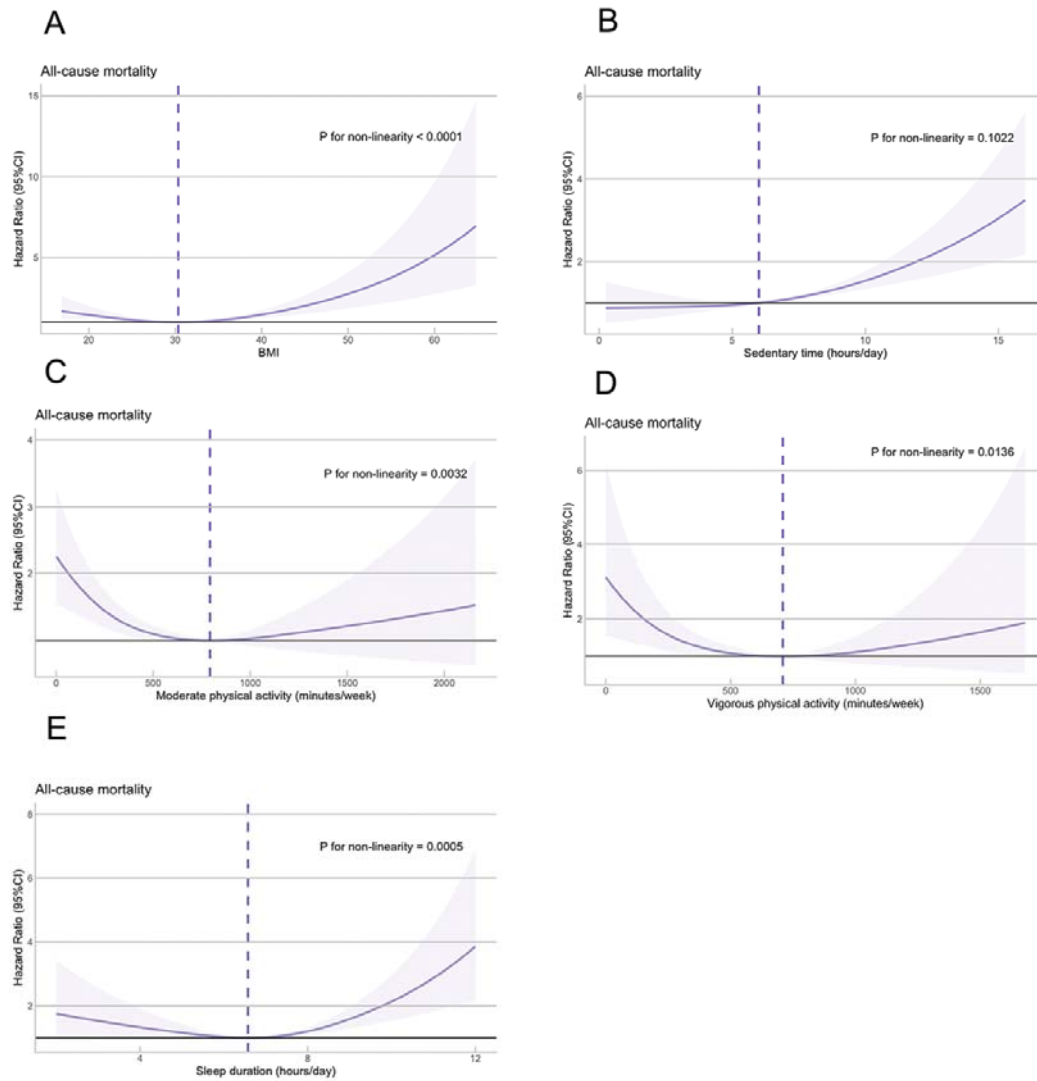 A
All-cause mortality
15
10
5
Hazard Ratio (95%CI)
P for non-linearity < 0.0001
20 30 40 50 60
BMI
B
All-cause mortality
6
4
2
Hazard Ratio (95%CI)
P for non-linearity = 0.1022
0 5 10 15
Sedentary time (hours/day)
C
All-cause mortality
4
3
2
Hazard Ratio (95%CI)
P for non-linearity = 0.0032
0 500 1000 1500 2000
Moderate physical activity (minutes/week)
D
All-cause mortality
6
4
2
Hazard Ratio (95%CI)
P for non-linearity = 0.0136
0 500 1000 1500
Vigorous physical activity (minutes/week)
E
All-cause mortality
8
6
4
2
Hazard Ratio (95%CI)
P for non-linearity = 0.0005
4 8 12
Sleep duration (hours/day)